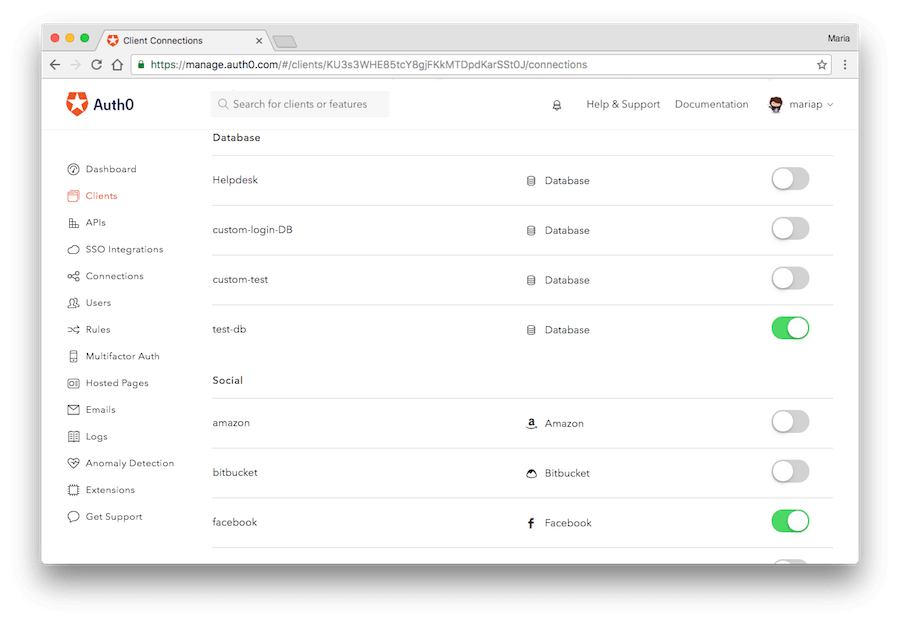 Client Connections
Maria
https://manage.auth0.com/#/clients/KU3s3WHEB5tcY8gjFKkMTDpdKarSSt0J/connections
Auth0
Search for clients or features
Help & Support
Documentation
mariap
Dashboard
Clients
APIs
SSO Integrations
Connections
Users
Rules
Multifactor Auth
Hosted Pages
Emails
Logs
Anomaly Detection
Extensions
Get Support
Database
Helpdesk Database
custom-login-DB Database
custom-test Database
test-db Database
Social
amazon Amazon
bitbucket Bitbucket
facebook Facebook